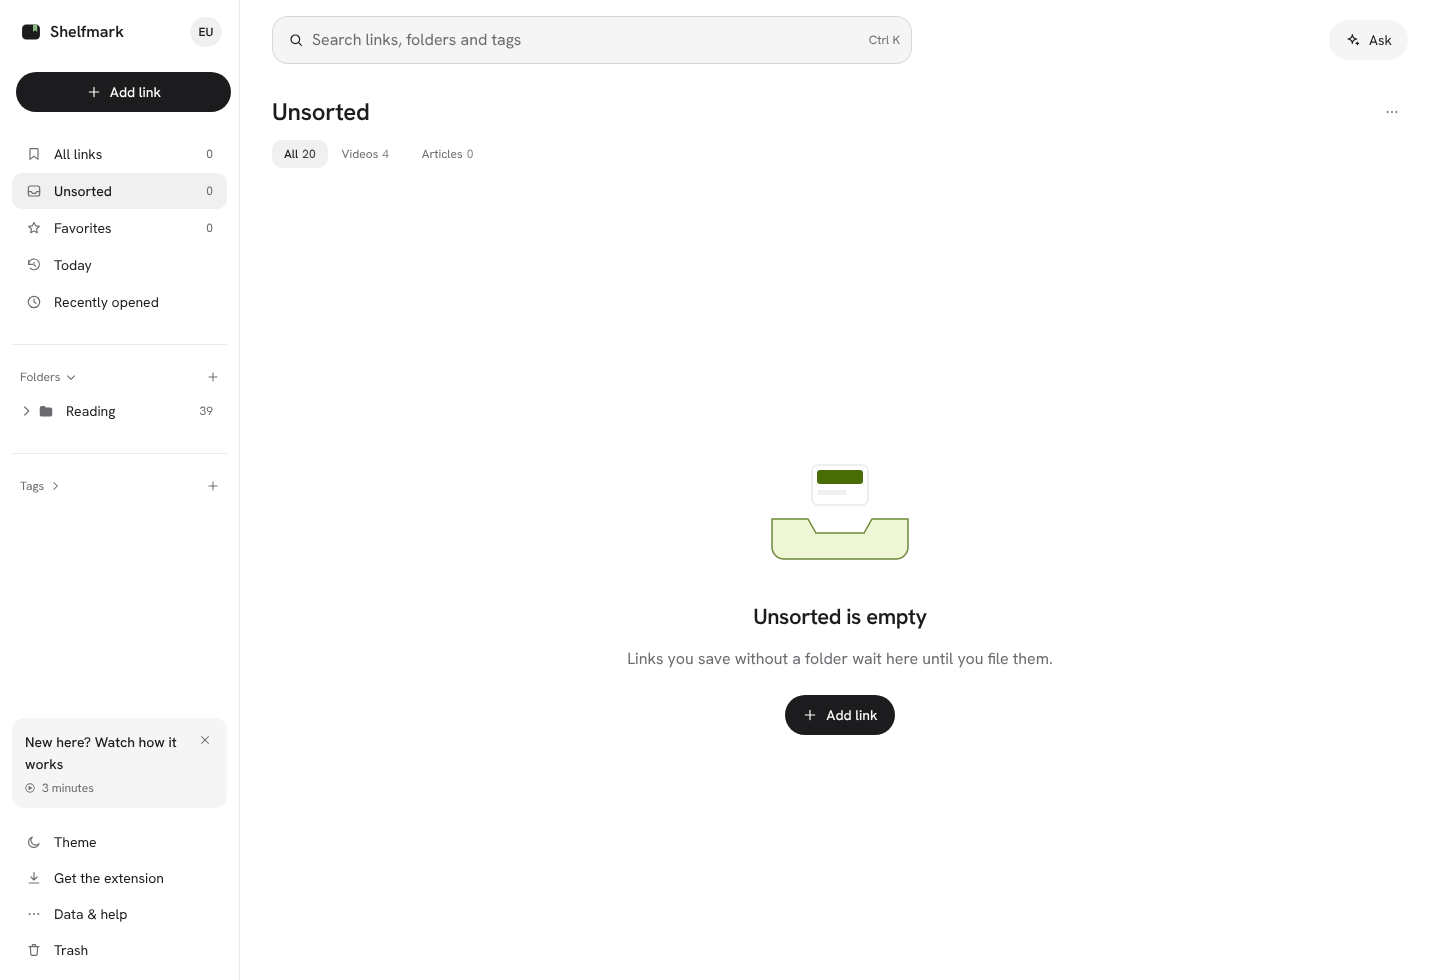 Shelfmark
EU
Add link
All links 0
Unsorted 0
Favorites 0
Today
Recently opened
Folders
Reading 39
Tags
New here? Watch how it
works
3 minutes
Theme
Get the extension
Data & help
Trash
Search links, folders and tags Ctrl K
Ask
Unsorted
All 20 Videos 4 Articles 0
Unsorted is empty
Links you save without a folder wait here until you file them.
Add link